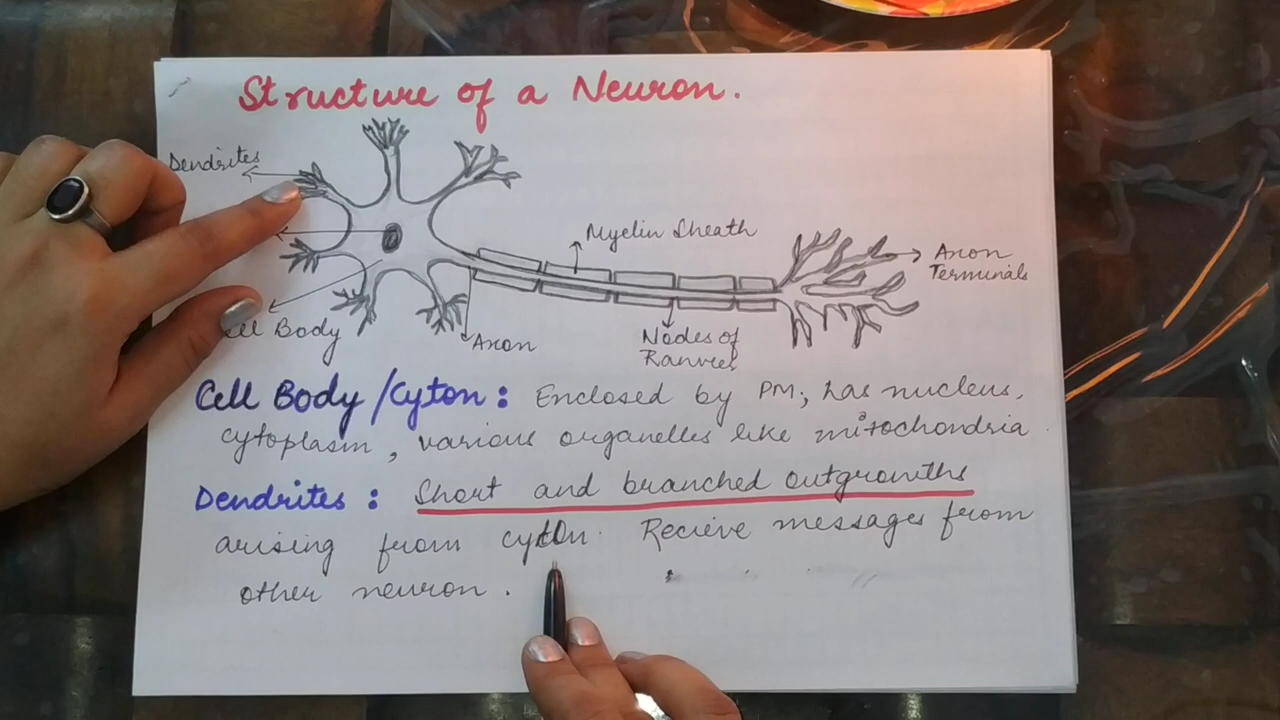 Structure of a Neuron.
Dendrites
Myelin Sheath
Axon
Terminals
Body
Axon
Nodes of
Ranvier
Cell Body/Cyton: Enclosed by PM; has nucleus,
cytoplasm, various organelles like mitochondria
Dendrites: Short and branched outgrowths
arising from cyton. Recieve messages from
other neuron.